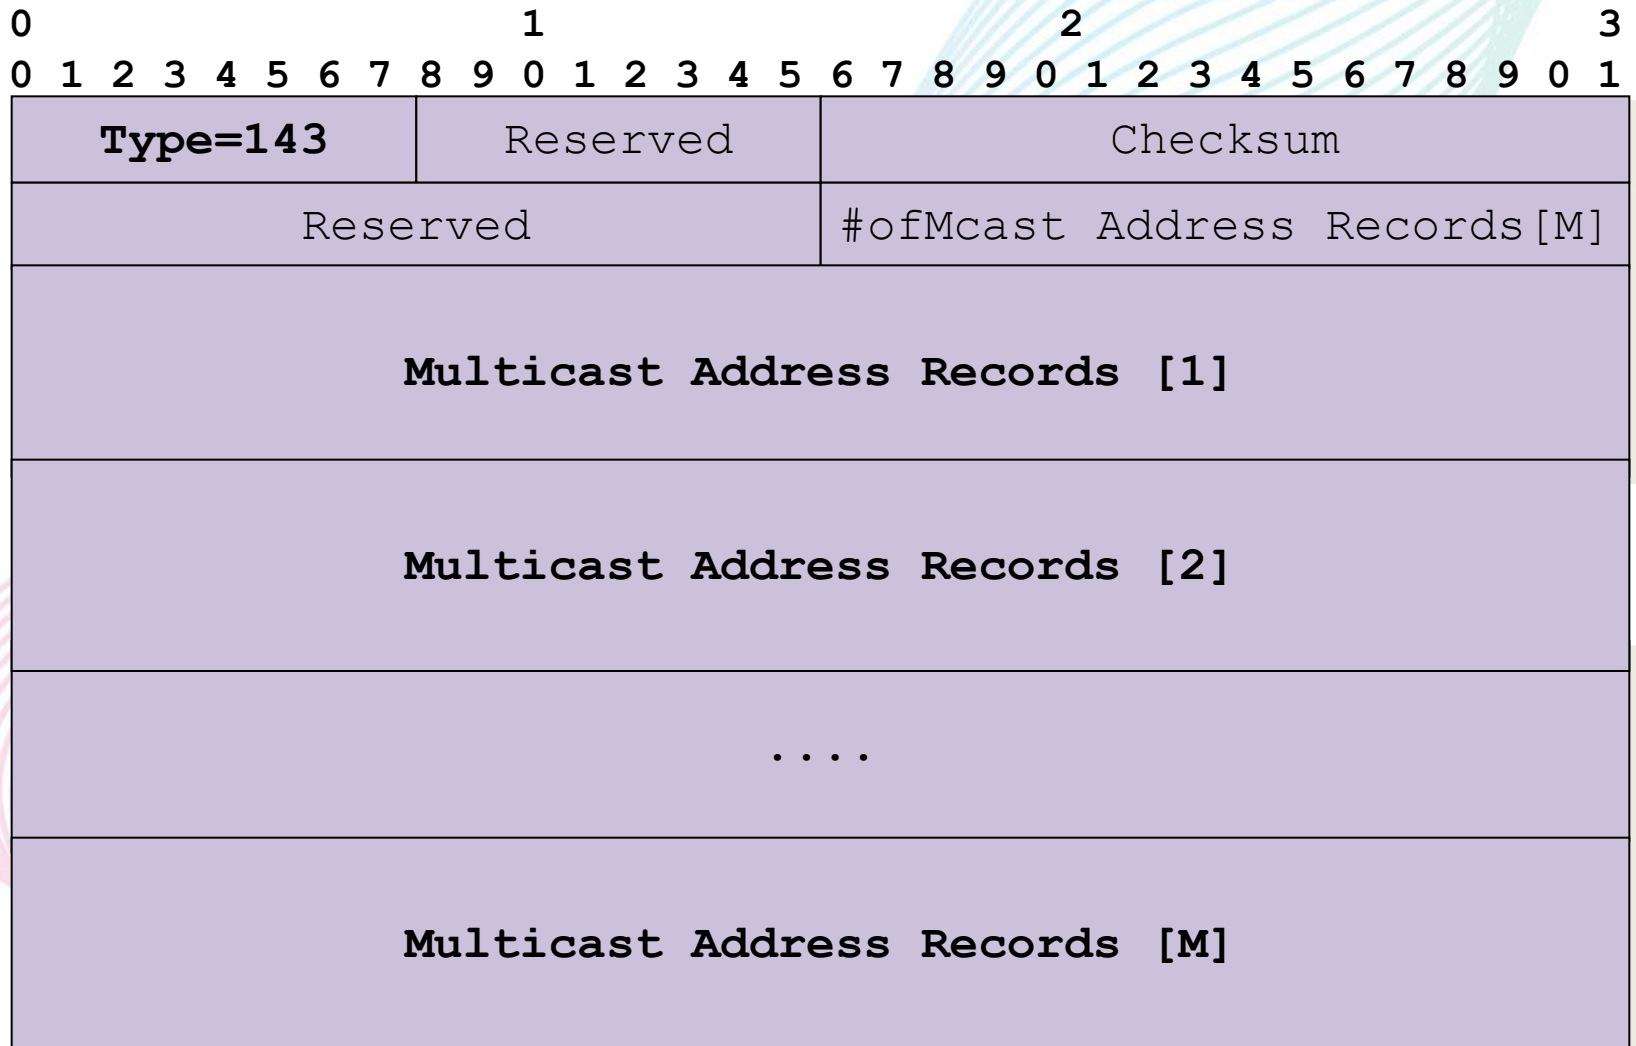 0 1 2 3
0 1 2 3 4 5 6 7 8 9 0 1 2 3 4 5 6 7 8 9 0 1 2 3 4 5 6 7 8 9 0 1
Type=143 Reserved Checksum
Reserved #ofMcast Address Records[M]
Multicast Address Records [1]
Multicast Address Records [2]
....
Multicast Address Records [M]